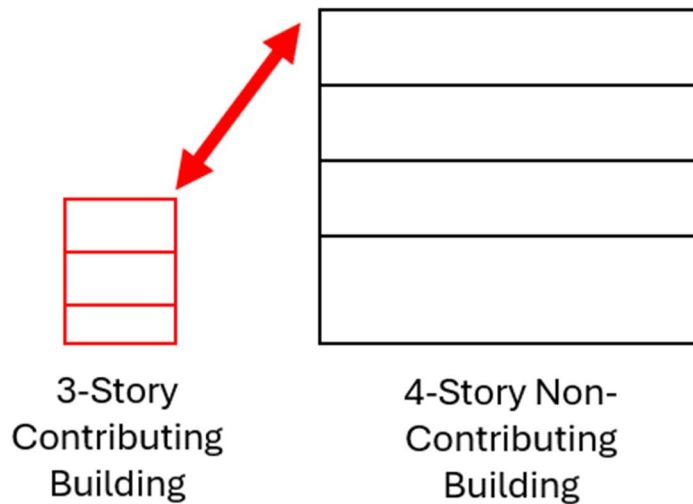 3-Story
Contributing
Building
4-Story Non-
Contributing
Building